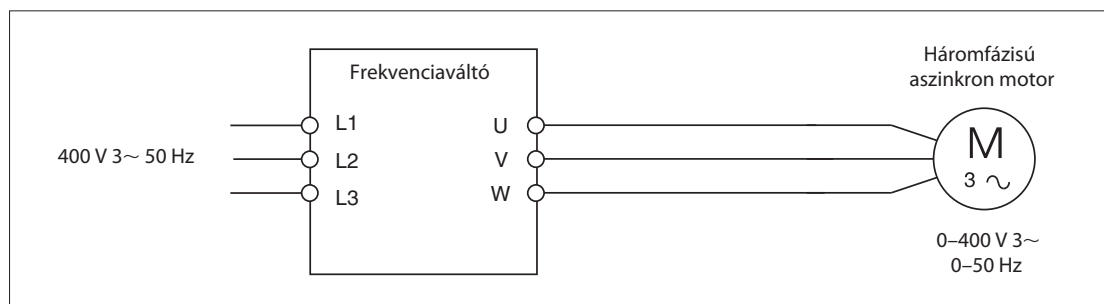 Frekvenciaváltó
Háromfázisú
aszinkron motor
400 V 3~ 50 Hz
L1
L2
L3
U
V
W
M
3 ~
0–400 V 3~
0–50 Hz